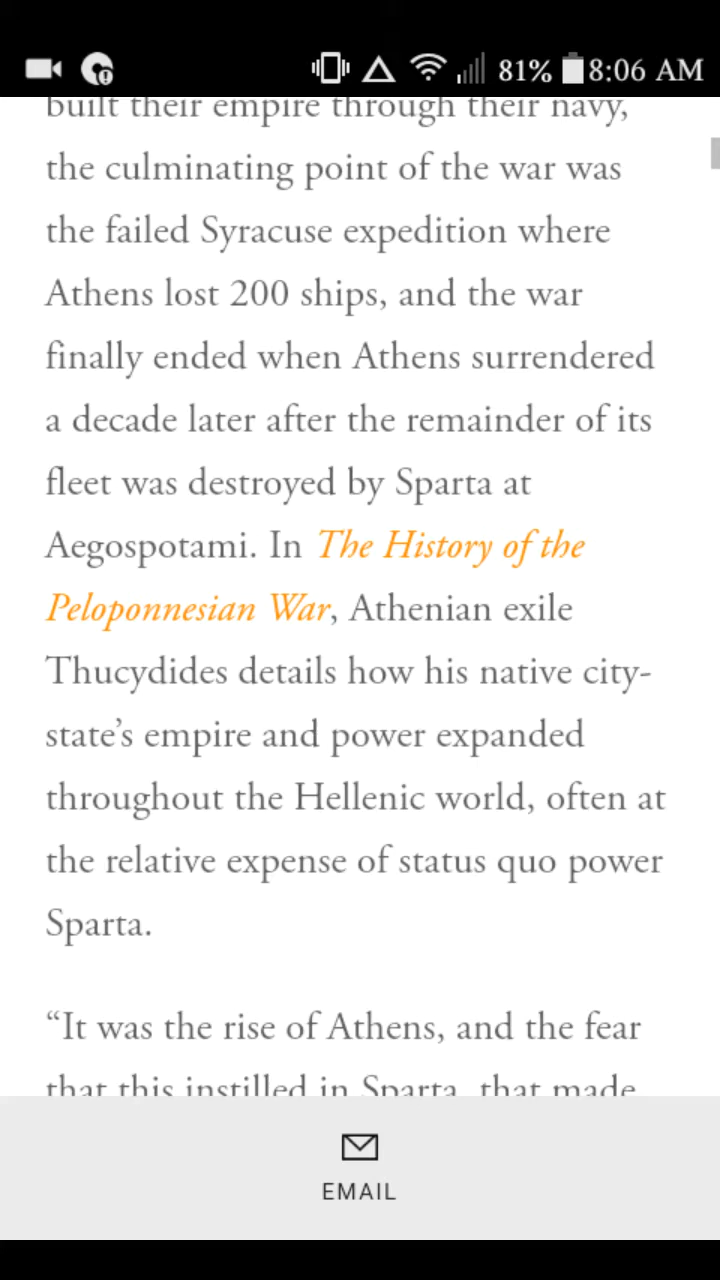 81% 8:06 AM
built their empire through their navy,
the culminating point of the war was
the failed Syracuse expedition where
Athens lost 200 ships, and the war
finally ended when Athens surrendered
a decade later after the remainder of its
fleet was destroyed by Sparta at
Aegospotami. In The History of the
Peloponnesian War, Athenian exile
Thucydides details how his native city-
state’s empire and power expanded
throughout the Hellenic world, often at
the relative expense of status quo power
Sparta.
“It was the rise of Athens, and the fear
that this instilled in Sparta, that made
EMAIL